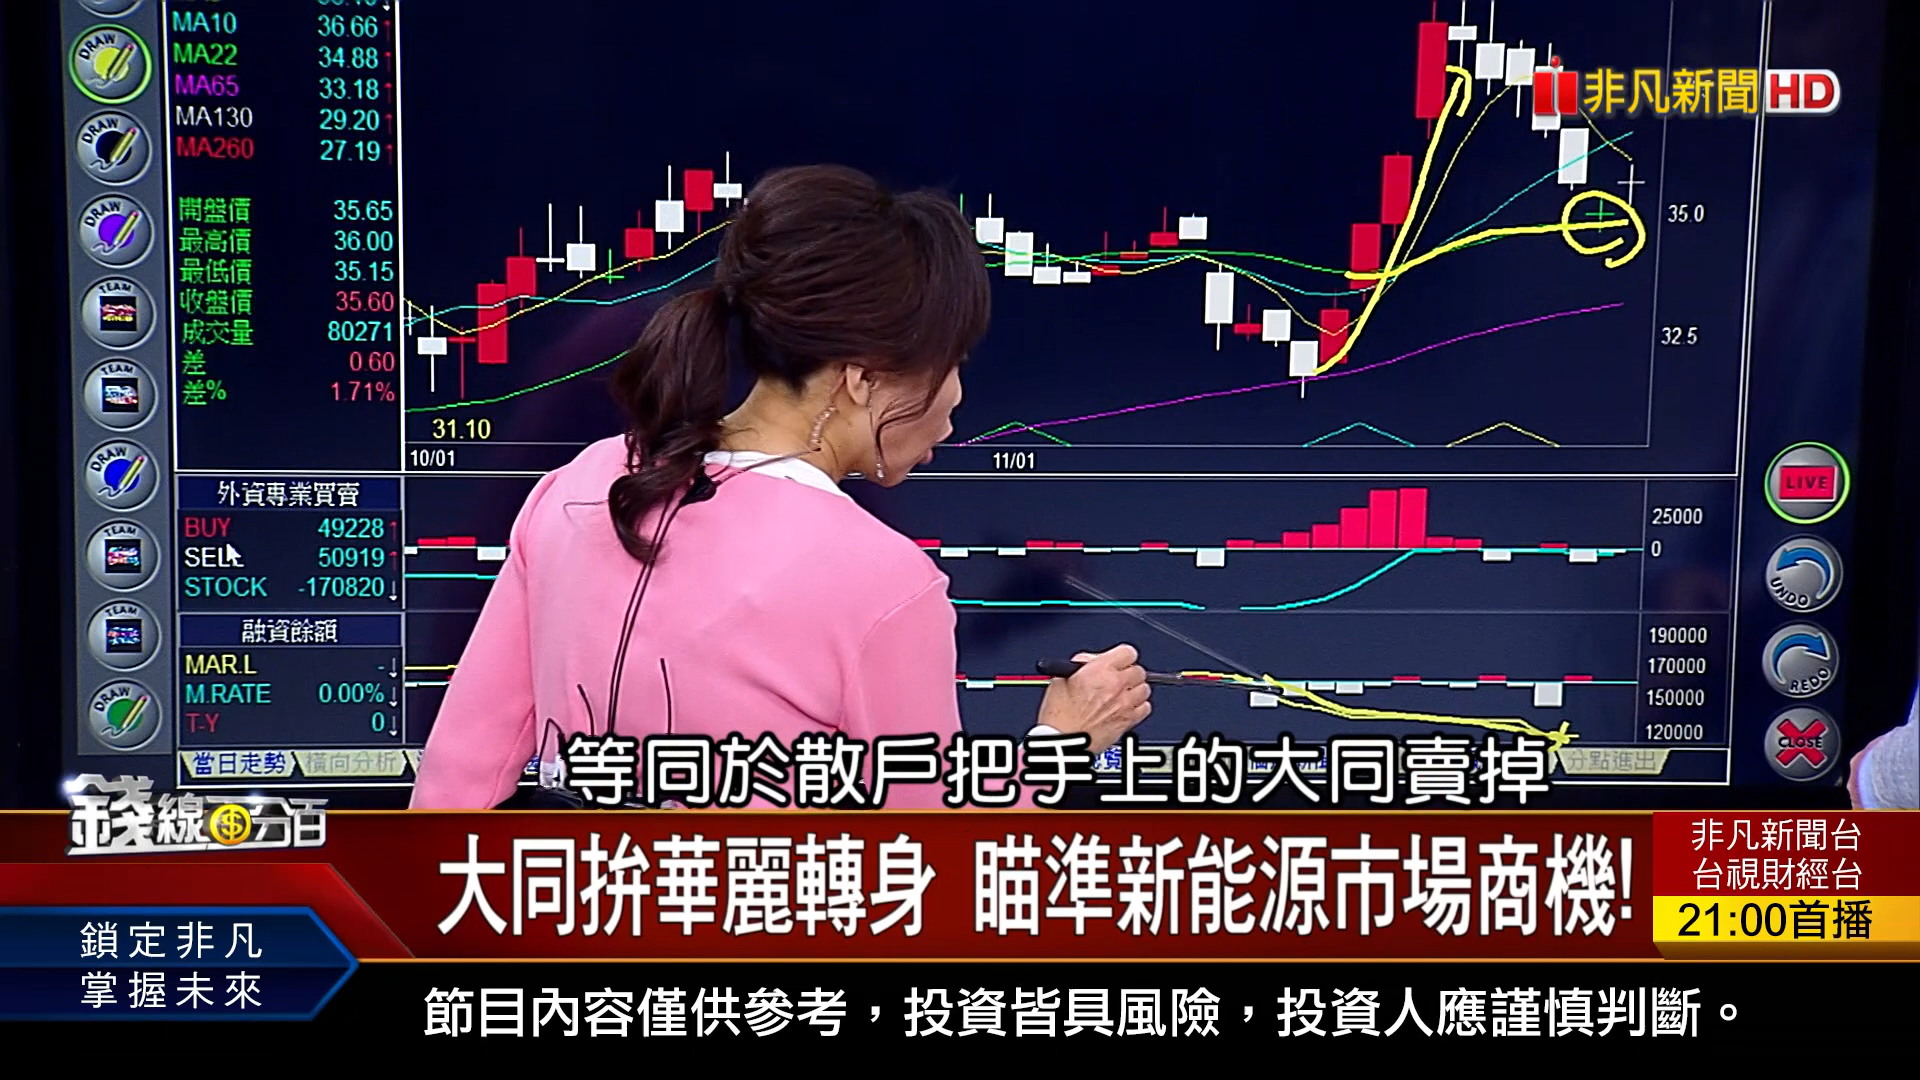 MA10 36.66
MA22 34.88
MA65 33.18
MA130 29.20
MA260 27.19
開盤價 35.65
最高價 36.00
最低價 35.15
收盤價 35.60
成交量 80271
差 0.60
差% 1.71%
31.10
10/01
11/01
35.0
32.5
外資專業買賣
BUY 49228
SELL 50919
STOCK -170820
25000
0
融資餘額
MAR.L -
M.RATE 0.00%
T-Y 0
190000
170000
150000
120000
當日走勢 橫向分析
分點進出
DRAW
DRAW
DRAW
TEAM
TEAM
DRAW
TEAM
TEAM
DRAW
LIVE
UNDO
REDO
CLOSE
非凡新聞HD
等同於散戶把手上的大同賣掉
錢線百分百
大同拚華麗轉身 瞄準新能源市場商機!
非凡新聞台
台視財經台
21:00首播
鎖定非凡
掌握未來
節目內容僅供參考，投資皆具風險，投資人應謹慎判斷。